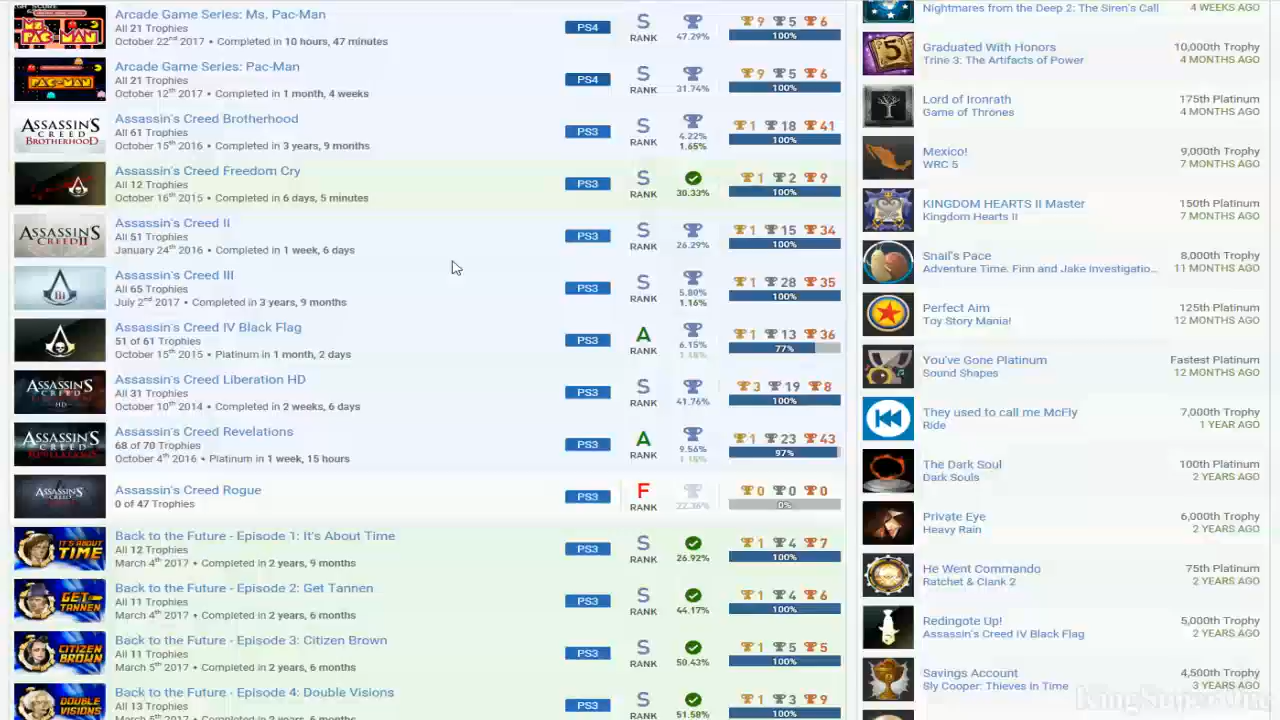 Arcade Game Series: Ms. Pac-Man
All 21 Trophies
October 22nd 2017 • Completed in 10 hours, 47 minutes
PS4
S
RANK
47.29%
9 5 6
100%
Arcade Game Series: Pac-Man
All 21 Trophies
October 12th 2017 • Completed in 1 month, 4 weeks
PS4
S
RANK
31.74%
9 5 6
100%
ASSASSIN'S CREED BROTHERHOOD
Assassin's Creed Brotherhood
All 61 Trophies
October 15th 2016 • Completed in 3 years, 9 months
PS3
S
RANK
4.22%
1.65%
1 18 41
100%
Assassin's Creed Freedom Cry
All 12 Trophies
PS3
S
RANK
30.33%
1 2 9
100%
ASSASSIN'S CREED II
Assassin's Creed II
All 51 Trophies
January 24th 2016 • Completed in 1 week, 6 days
PS3
S
RANK
26.29%
1 15 34
100%
Assassin's Creed III
All 65 Trophies
July 2nd 2017 • Completed in 3 years, 9 months
PS3
S
RANK
5.80%
1.16%
1 28 35
100%
Assassin's Creed IV Black Flag
51 of 61 Trophies
October 15th 2015 • Platinum in 1 month, 2 days
PS3
A
RANK
6.15%
1 13 36
77%
Assassin's Creed Liberation HD
All 31 Trophies
October 10th 2014 • Completed in 2 weeks, 6 days
PS3
S
RANK
41.76%
3 19 8
100%
Assassin's Creed Revelations
68 of 70 Trophies
October 4th 2016 • Platinum in 1 week, 15 hours
PS3
A
RANK
9.56%
1 23 43
97%
Assassin's Creed Rogue
0 of 47 Trophies
PS3
F
RANK
22.36%
0 0 0
0%
IT'S ABOUT TIME
Back to the Future - Episode 1: It's About Time
All 12 Trophies
March 4th 2017 • Completed in 2 years, 9 months
PS3
S
RANK
26.92%
1 4 7
100%
GET TANNEN
Back to the Future - Episode 2: Get Tannen
All 11 Trophies
March 4th 2017 • Completed in 2 years, 6 months
PS3
S
RANK
44.17%
1 4 6
100%
CITIZEN BROWN
Back to the Future - Episode 3: Citizen Brown
All 11 Trophies
March 5th 2017 • Completed in 2 years, 6 months
PS3
S
RANK
50.43%
1 5 5
100%
DOUBLE VISIONS
Back to the Future - Episode 4: Double Visions
All 13 Trophies
PS3
S
RANK
51.58%
1 3 9
100%
Nightmares from the Deep 2: The Siren's Call
4 WEEKS AGO
Graduated With Honors
10,000th Trophy
Trine 3: The Artifacts of Power
4 MONTHS AGO
Lord of Ironrath
175th Platinum
Game of Thrones
4 MONTHS AGO
Mexico!
9,000th Trophy
WRC 5
7 MONTHS AGO
KINGDOM HEARTS II Master
150th Platinum
Kingdom Hearts II
7 MONTHS AGO
Snail's Pace
8,000th Trophy
Adventure Time: Finn and Jake Investigatio...
11 MONTHS AGO
Perfect Aim
125th Platinum
Toy Story Mania!
12 MONTHS AGO
You've Gone Platinum
Fastest Platinum
Sound Shapes
12 MONTHS AGO
They used to call me McFly
7,000th Trophy
Ride
1 YEAR AGO
The Dark Soul
100th Platinum
Dark Souls
2 YEARS AGO
Private Eye
6,000th Trophy
Heavy Rain
2 YEARS AGO
He Went Commando
75th Platinum
Ratchet & Clank 2
2 YEARS AGO
Redingote Up!
5,000th Trophy
Assassin's Creed IV Black Flag
2 YEARS AGO
Savings Account
4,500th Trophy
Sly Cooper: Thieves in Time
3 YEARS AGO